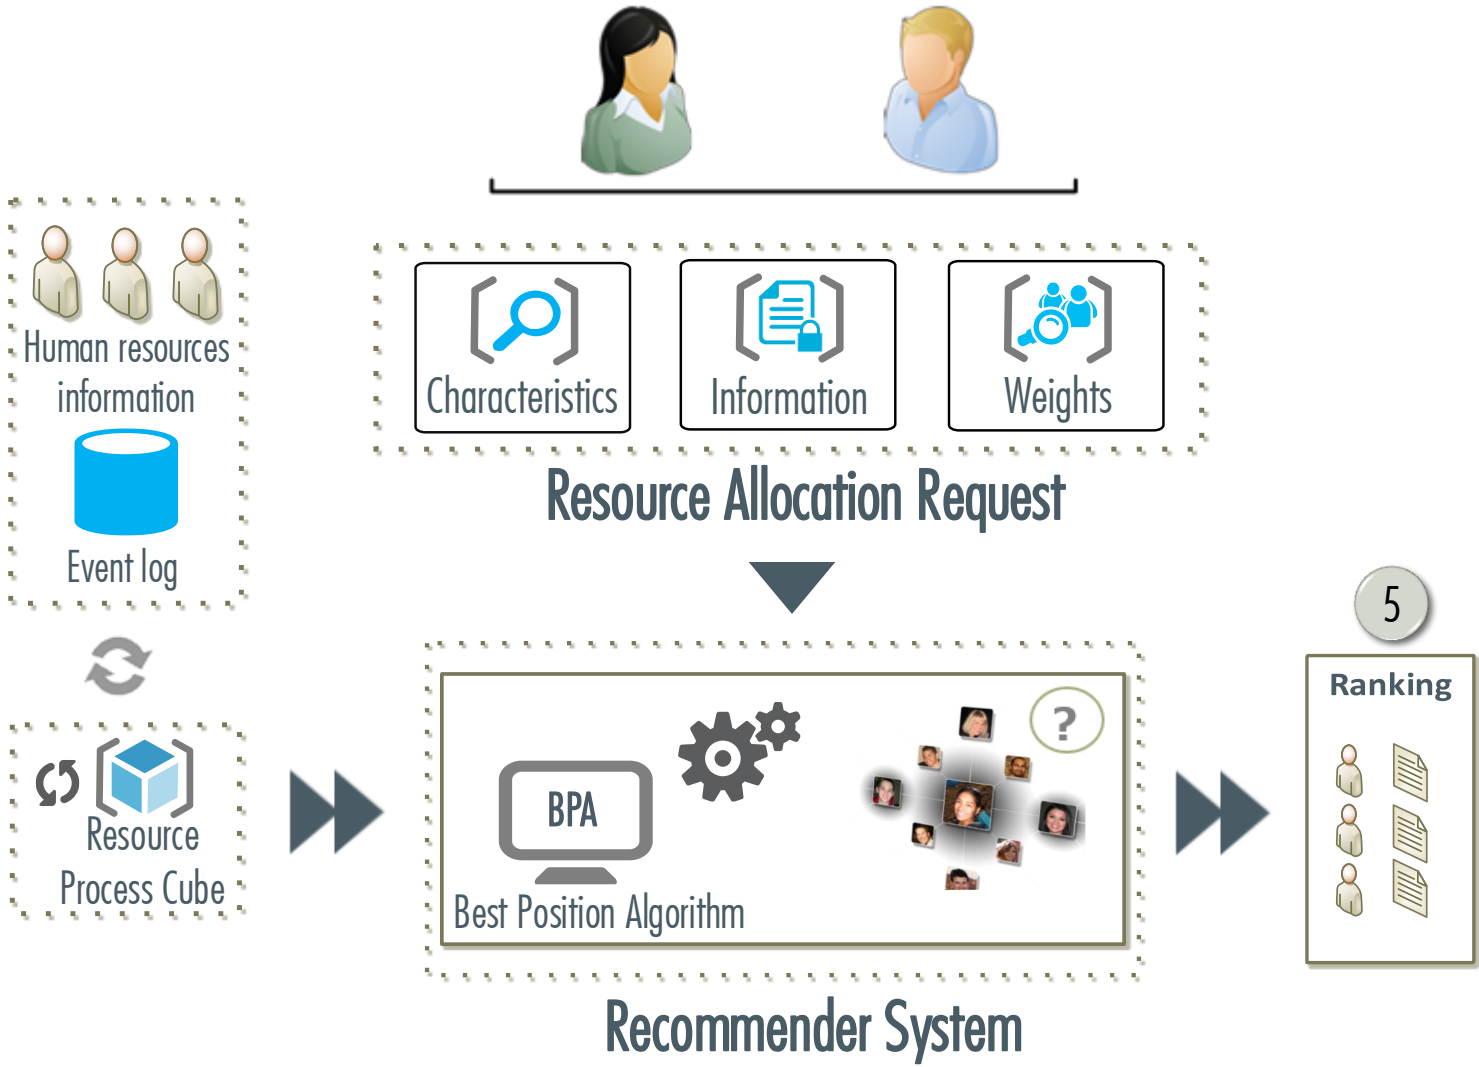 Human resources
information
Event log
Resource
Process Cube
Characteristics
Information
Weights
Resource Allocation Request
?
BPA
Best Position Algorithm
Recommender System
5
Ranking